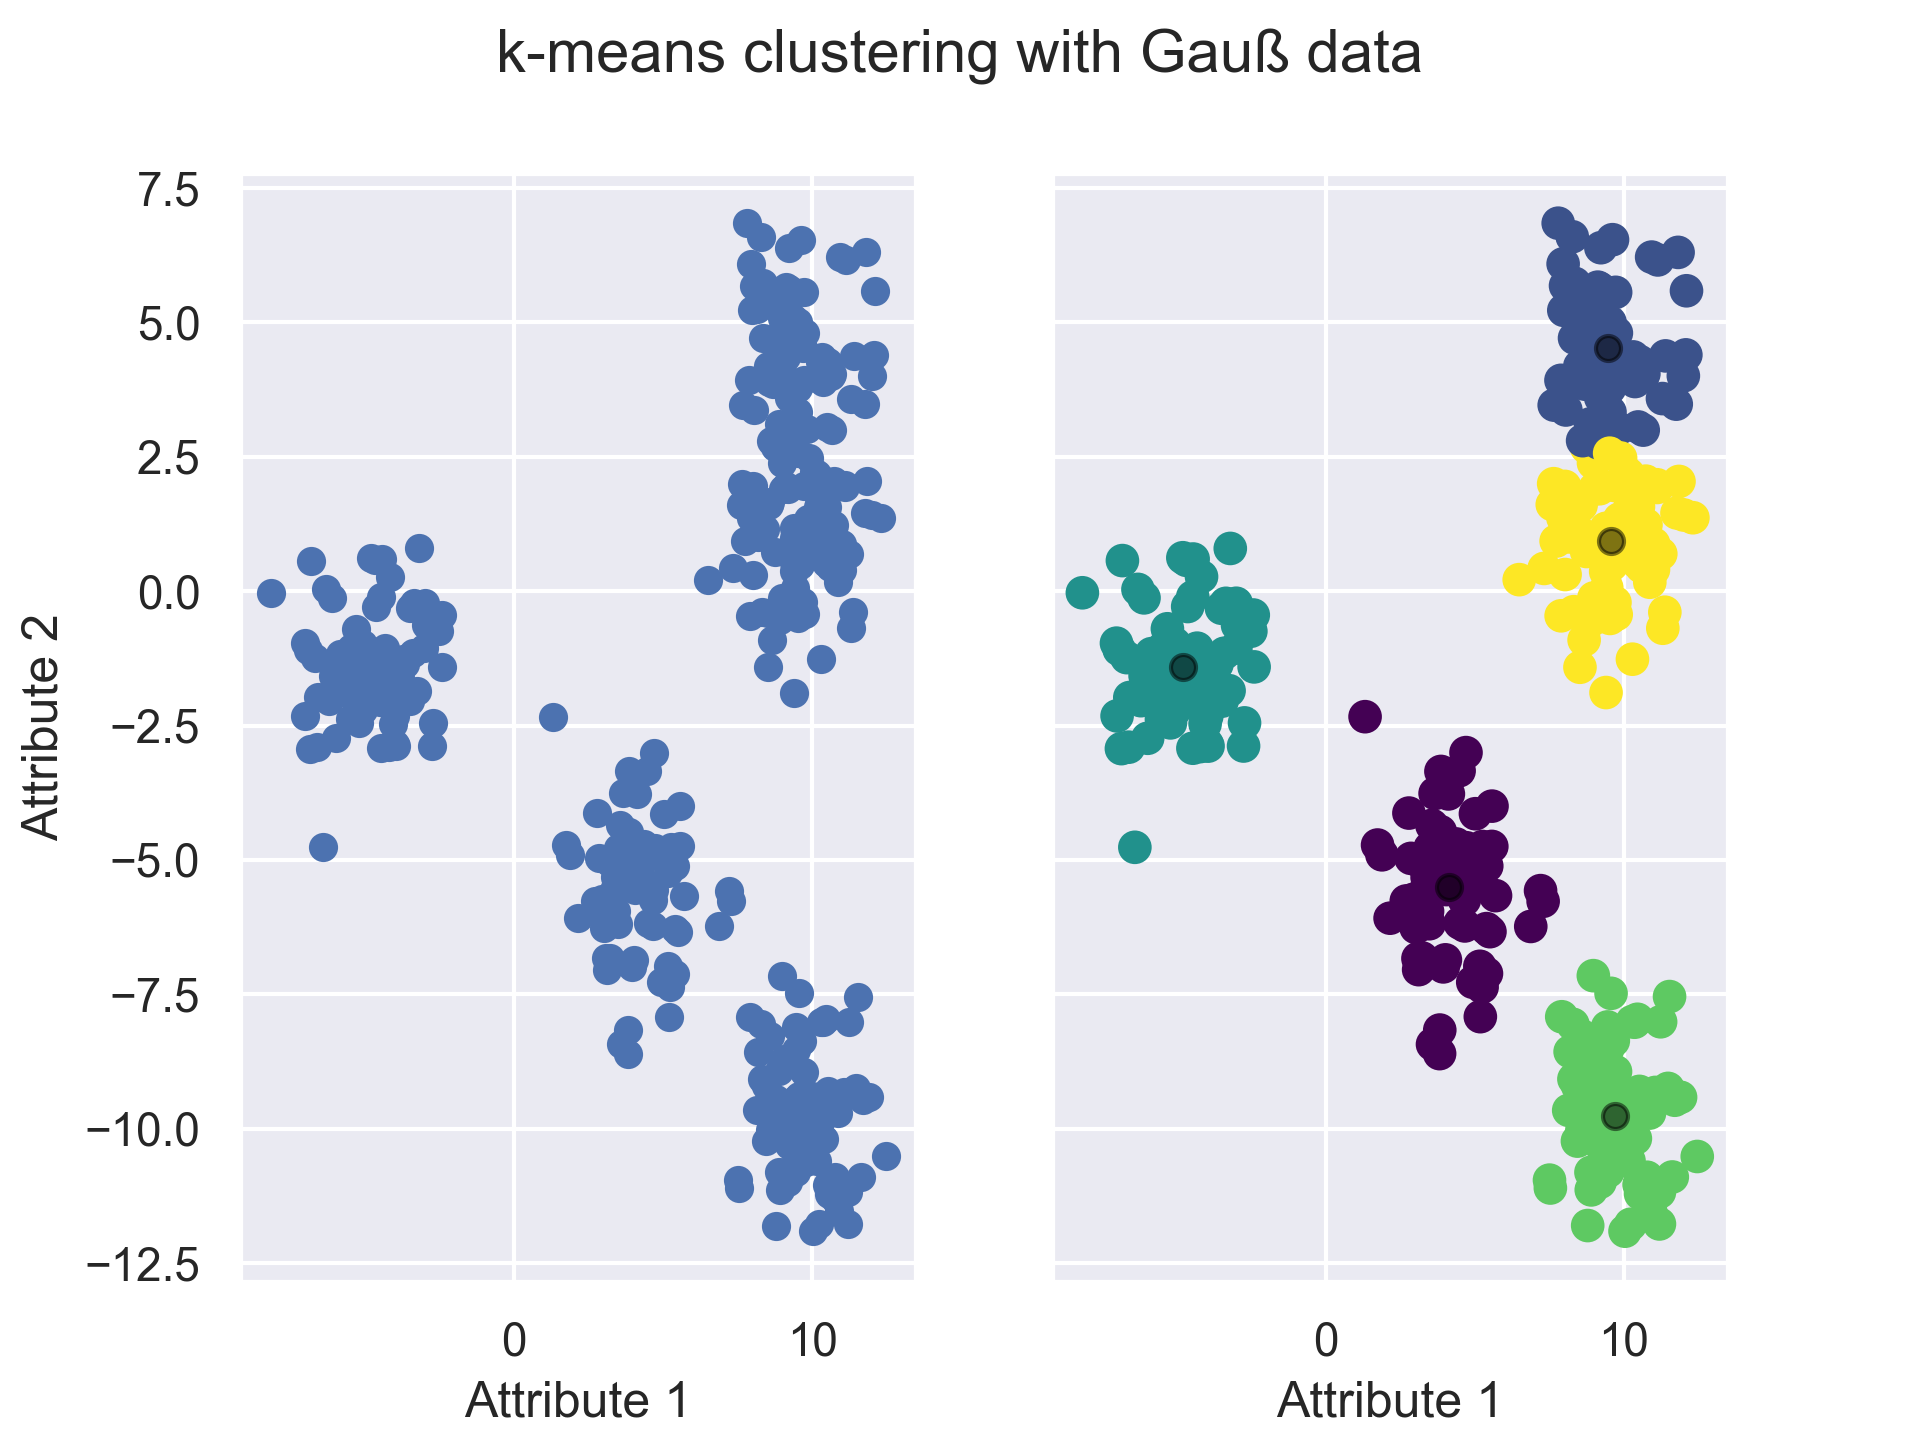 k-means clustering with Gauß data
7.5
5.0
2.5
0.0
−2.5
−5.0
−7.5
−10.0
−12.5
Attribute 2
0 10
Attribute 1
0 10
Attribute 1